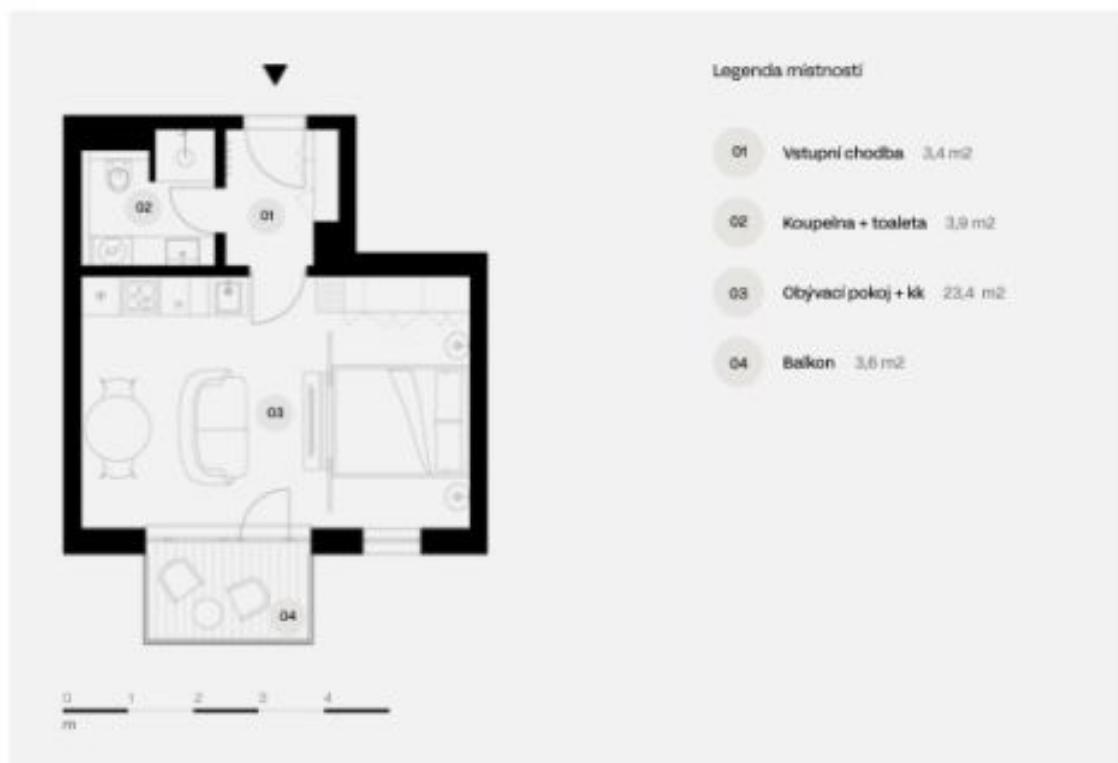 Legenda místností
01 Vstupní chodba 3,4 m2
02 Koupelna + toaleta 3,9 m2
03 Obývací pokoj + kk 23,4 m2
04 Balkon 3,6 m2
02
01
03
04
0 1 2 3 4
m